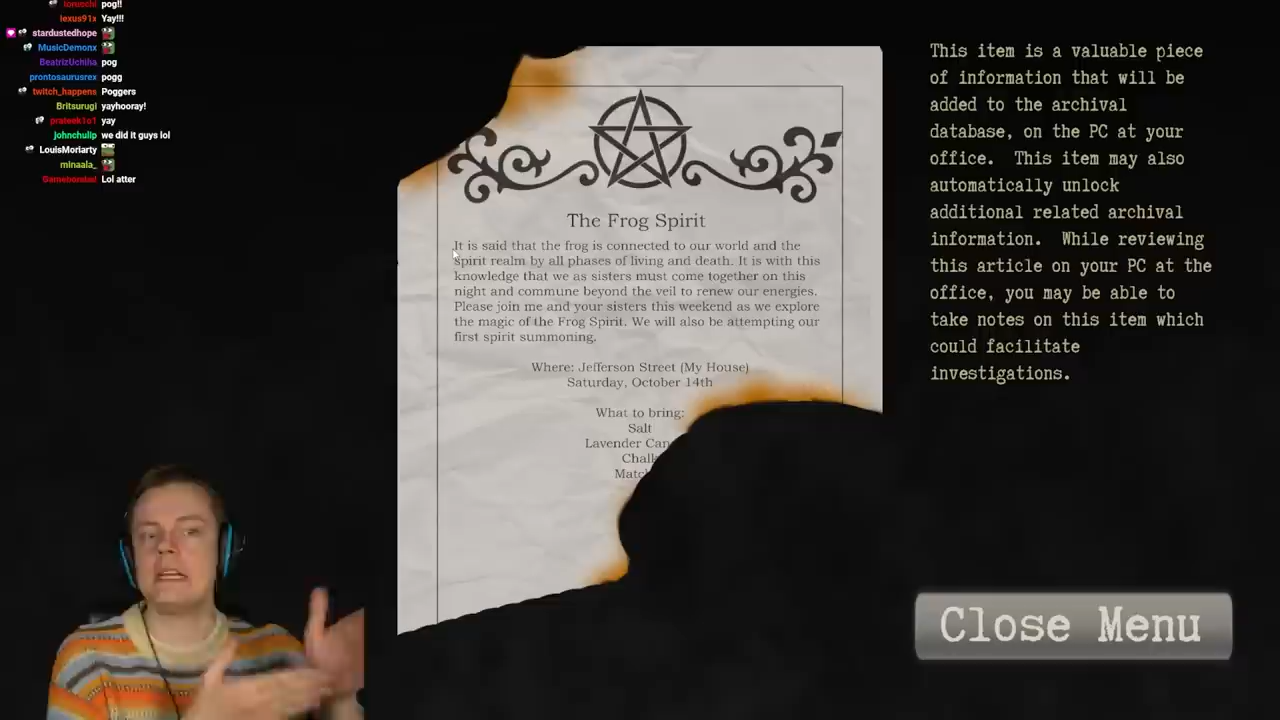 loruschi pog!!
lexus91x Yay!!!
stardustedhope
MusicDemonx
BeatrizUchiha pog
prontosaurusrex pogg
twitch_happens Poggers
Britsurugi yayhooray!
prateek1o1 yay
johnchulip we did it guys lol
LouisMoriarty
minaala_
Lol atter
The Frog Spirit
It is said that the frog is connected to our world and the
spirit realm by all phases of living and death. It is with this
knowledge that we as sisters must come together on this
night and commune beyond the veil to renew our energies.
Please join me and your sisters this weekend as we explore
the magic of the Frog Spirit. We will also be attempting our
first spirit summoning.
Where: Jefferson Street (My House)
Saturday, October 14th
What to bring:
Salt
Lavender Can
Chalk
Matc
This item is a valuable piece
of information that will be
added to the archival
database, on the PC at your
office. This item may also
automatically unlock
additional related archival
information. While reviewing
this article on your PC at the
office, you may be able to
take notes on this item which
could facilitate
investigations.
Close Menu